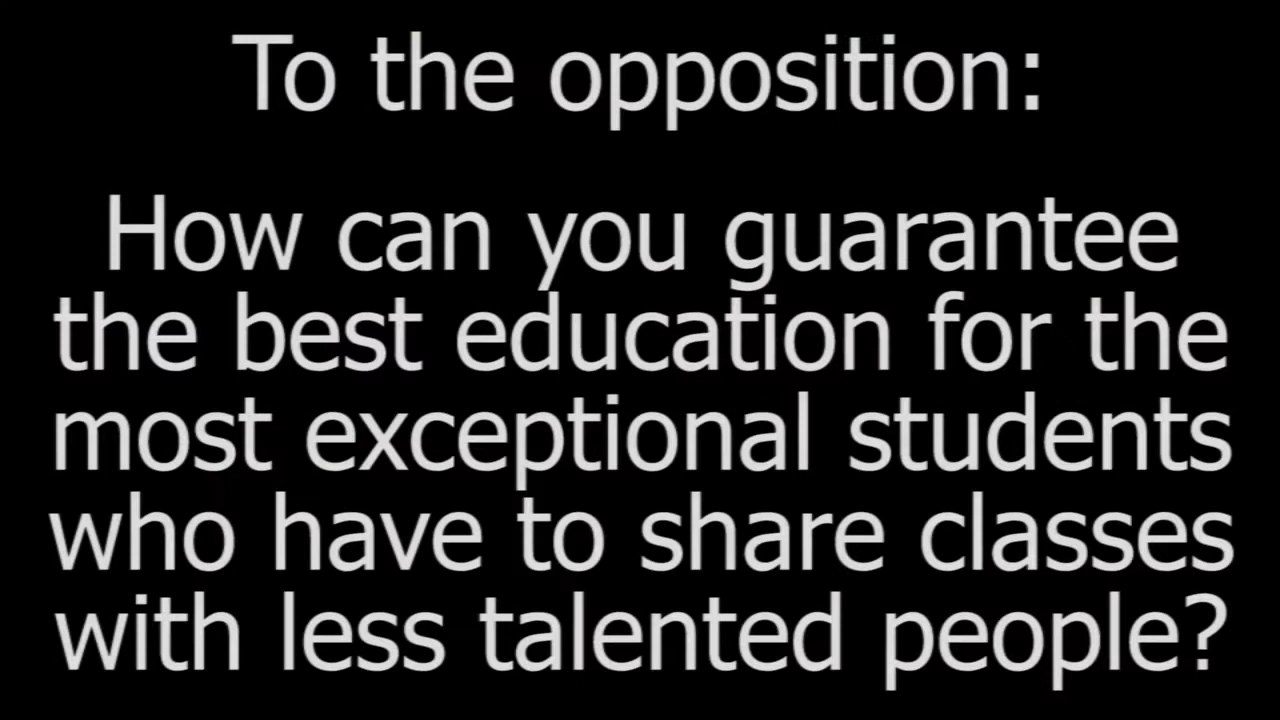 To the opposition:
How can you guarantee
the best education for the
most exceptional students
who have to share classes
with less talented people?